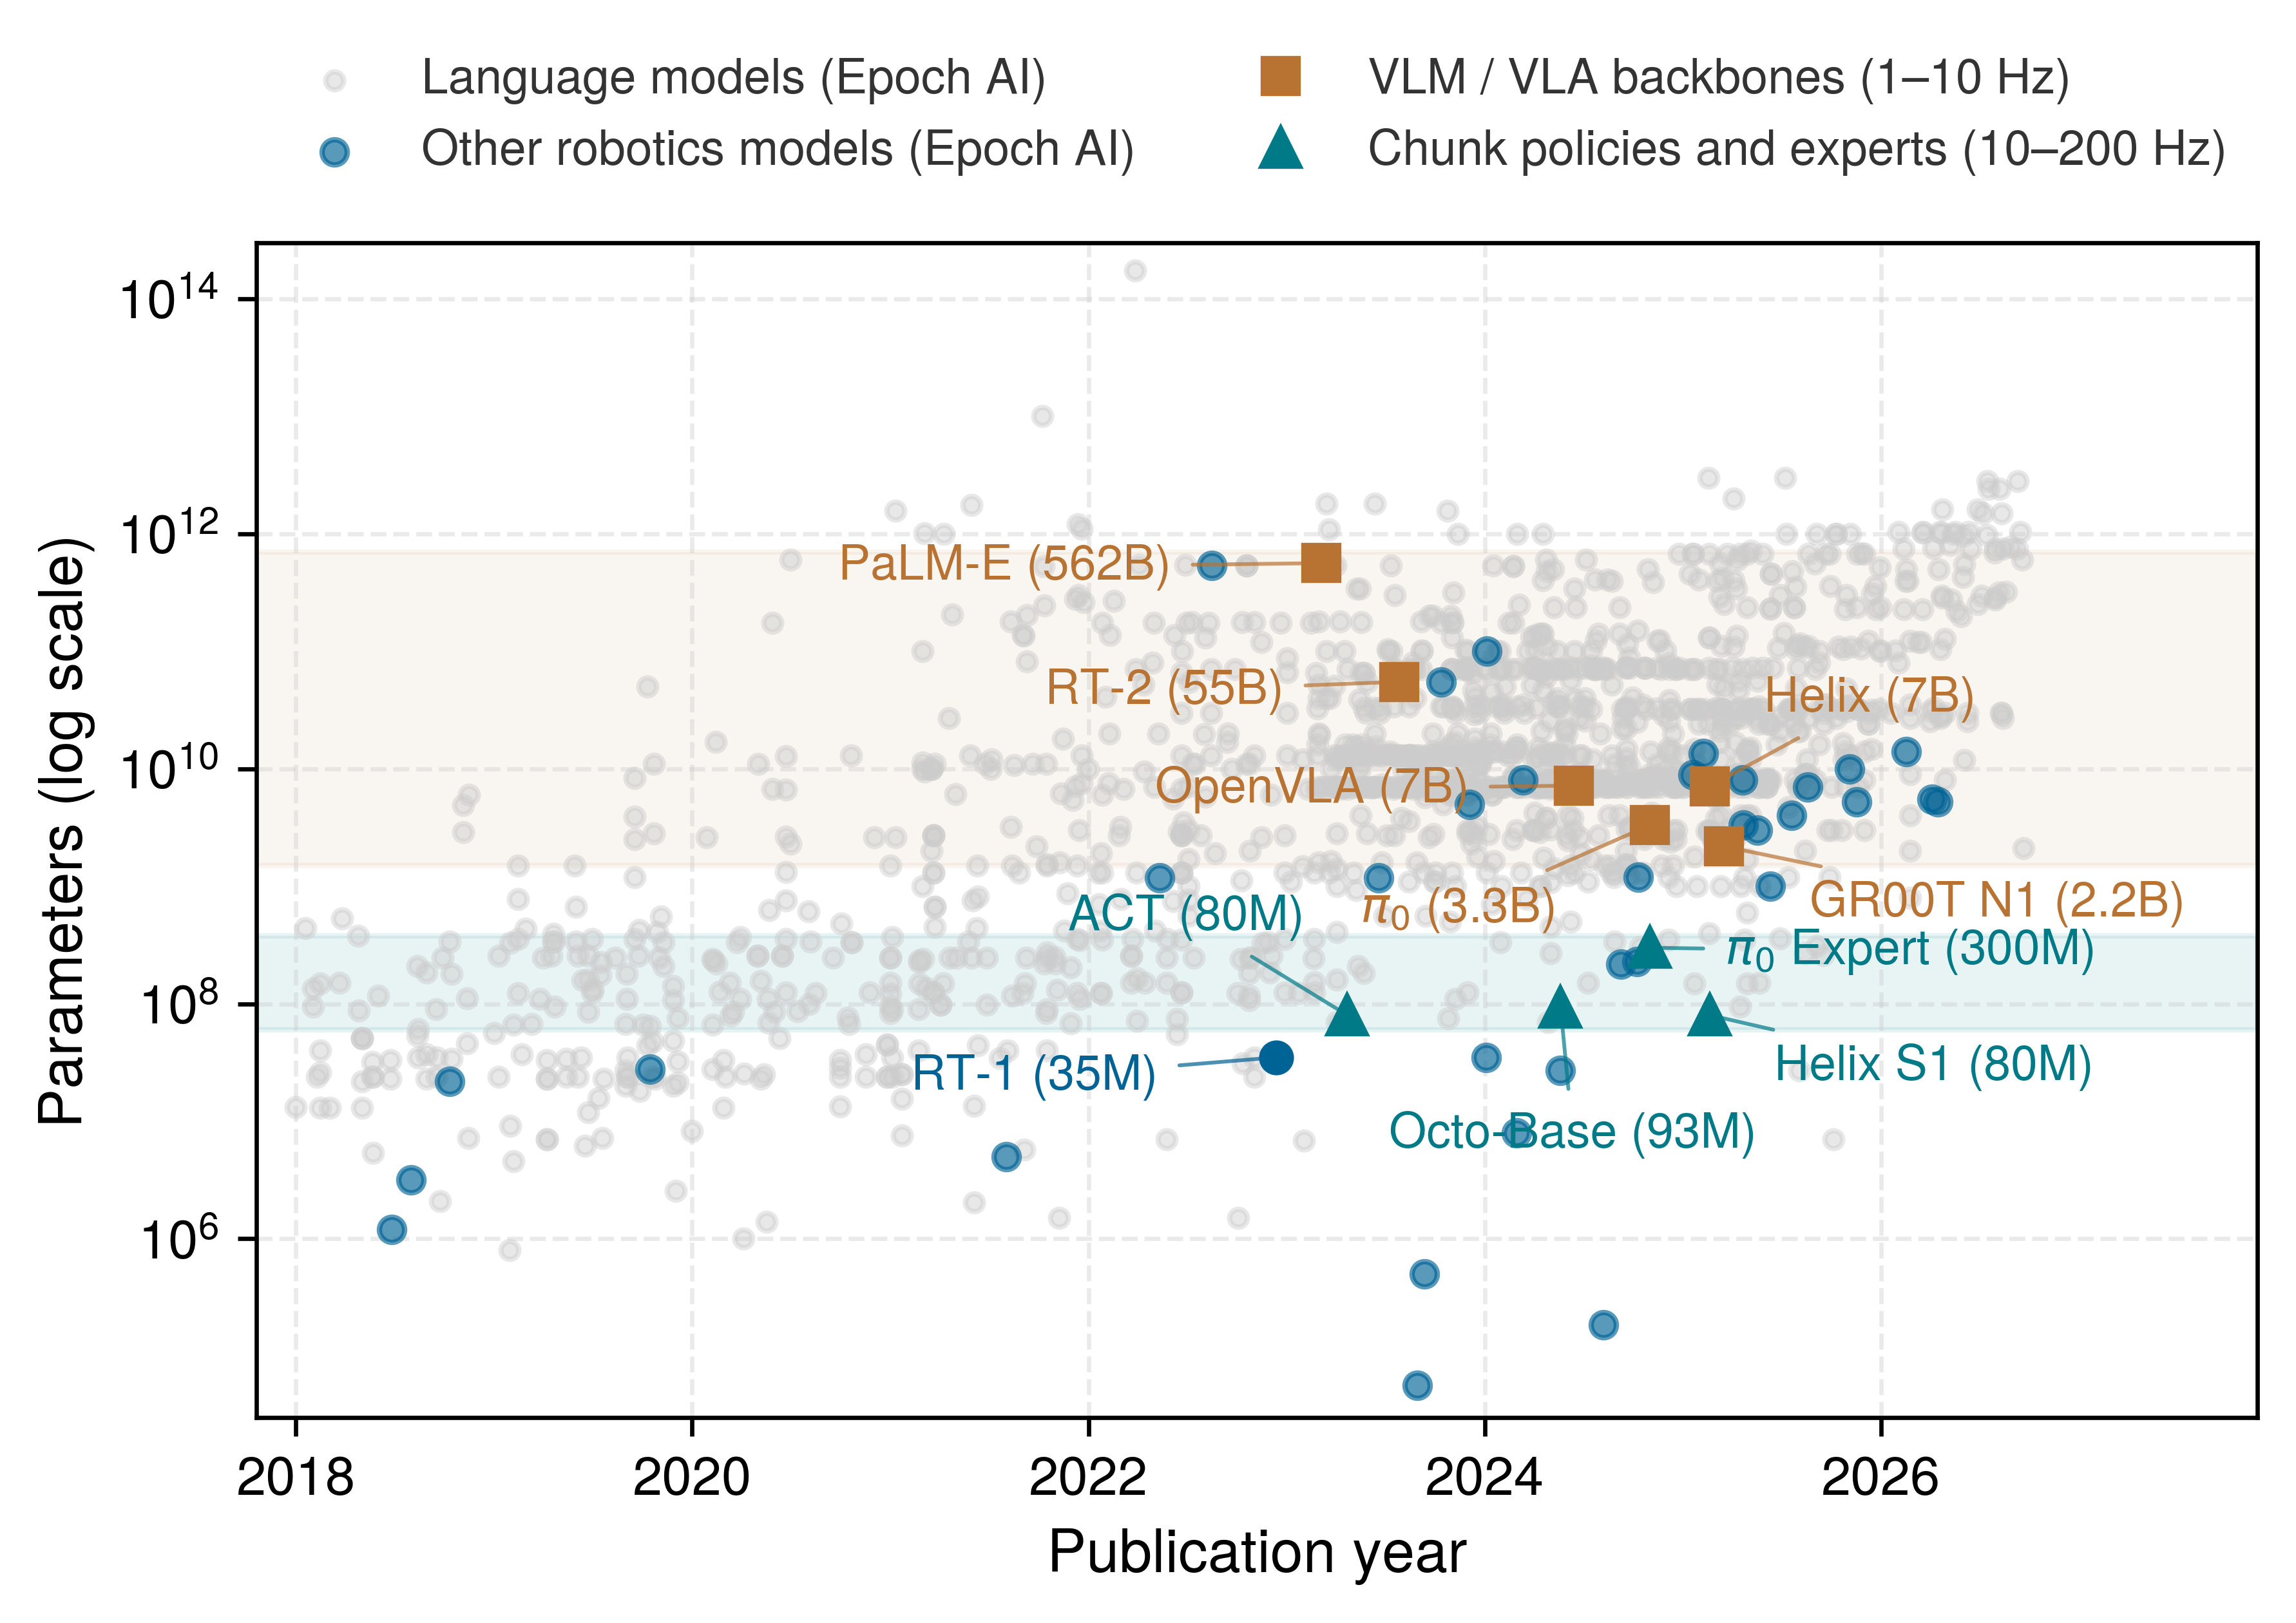 Language models (Epoch AI)
Other robotics models (Epoch AI)
VLM / VLA backbones (1–10 Hz)
Chunk policies and experts (10–200 Hz)
Parameters (log scale)
10¹⁴
10¹²
10¹⁰
10⁸
10⁶
PaLM-E (562B)
RT-2 (55B)
Helix (7B)
OpenVLA (7B)
π₀ (3.3B)
GR00T N1 (2.2B)
ACT (80M)
π₀ Expert (300M)
RT-1 (35M)
Helix S1 (80M)
Octo-Base (93M)
2018
2020
2022
2024
2026
Publication year